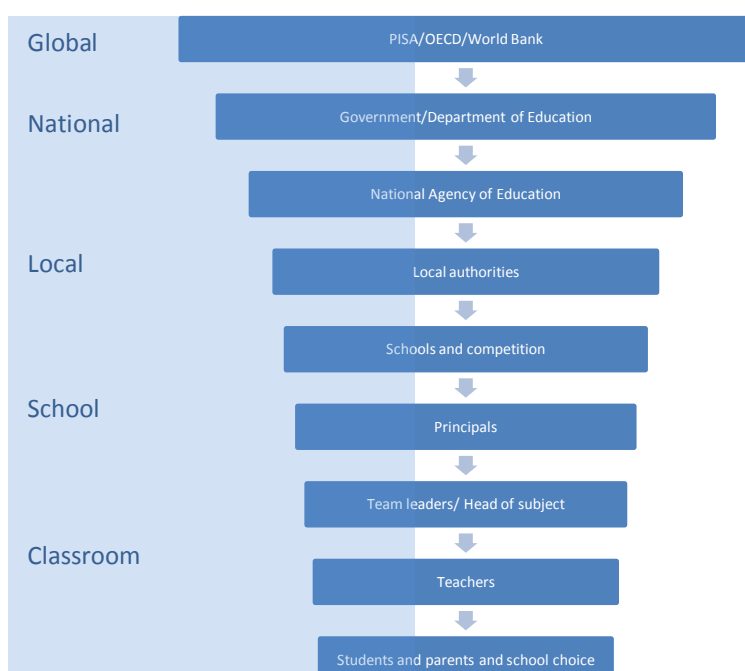 Global
PISA/OECD/World Bank
National
Government/Department of Education
National Agency of Education
Local
Local authorities
Schools and competition
School
Principals
Team leaders/ Head of subject
Classroom
Teachers
Students and parents and school choice